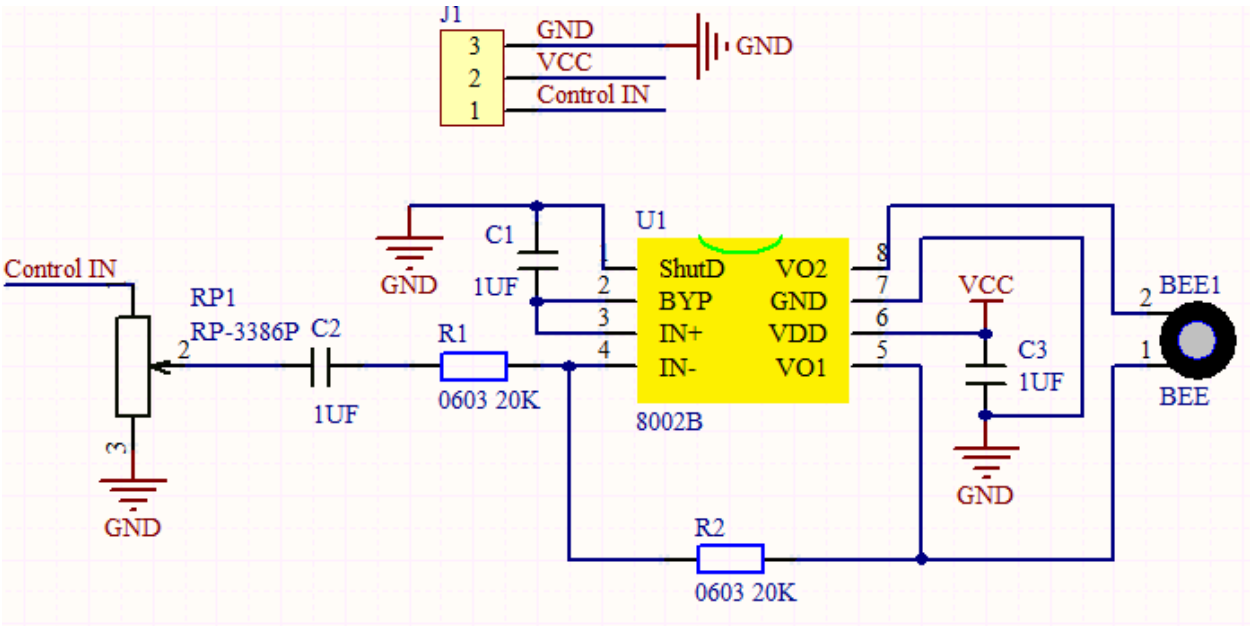 J1
3 GND
2 VCC
1 Control IN
GND
Control IN
RP1
RP-3386P
2
3
GND
C2
1UF
R1
0603 20K
GND
C1
1UF
U1
1 ShutD
2 BYP
3 IN+
4 IN-
VO2 8
GND 7
VDD 6
VO1 5
8002B
VCC
C3
1UF
GND
2 BEE1
1
BEE
R2
0603 20K